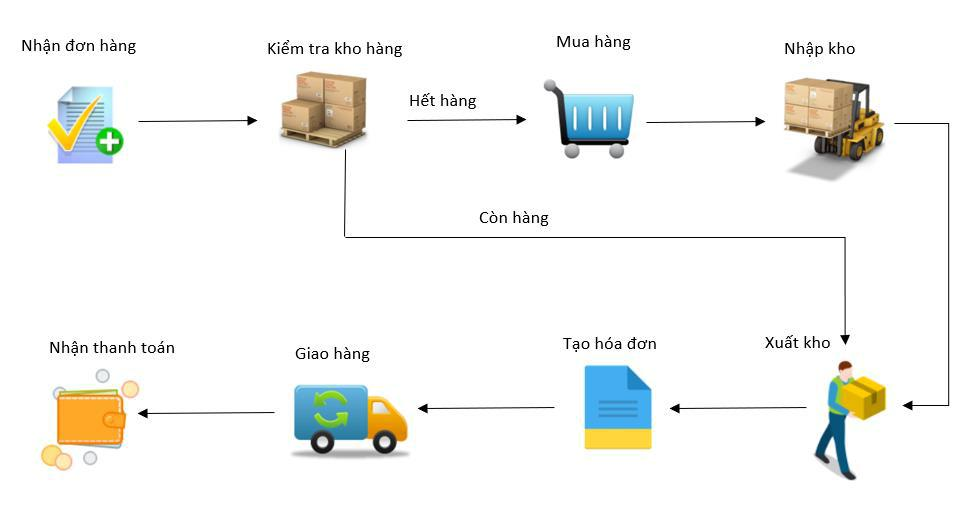 Nhận đơn hàng
Kiểm tra kho hàng
Hết hàng
Mua hàng
Nhập kho
Còn hàng
Nhận thanh toán
Giao hàng
Tạo hóa đơn
Xuất kho